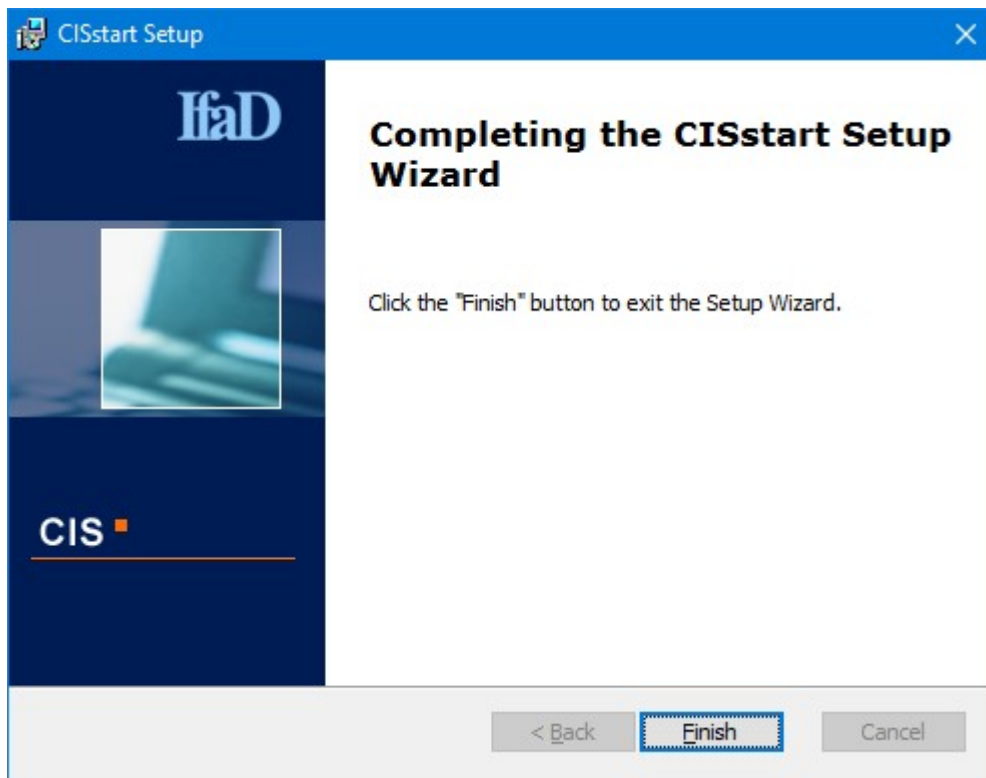 CISstart Setup
IfaD
Completing the CISstart Setup
Wizard
Click the "Finish" button to exit the Setup Wizard.
CIS
< Back
Finish
Cancel